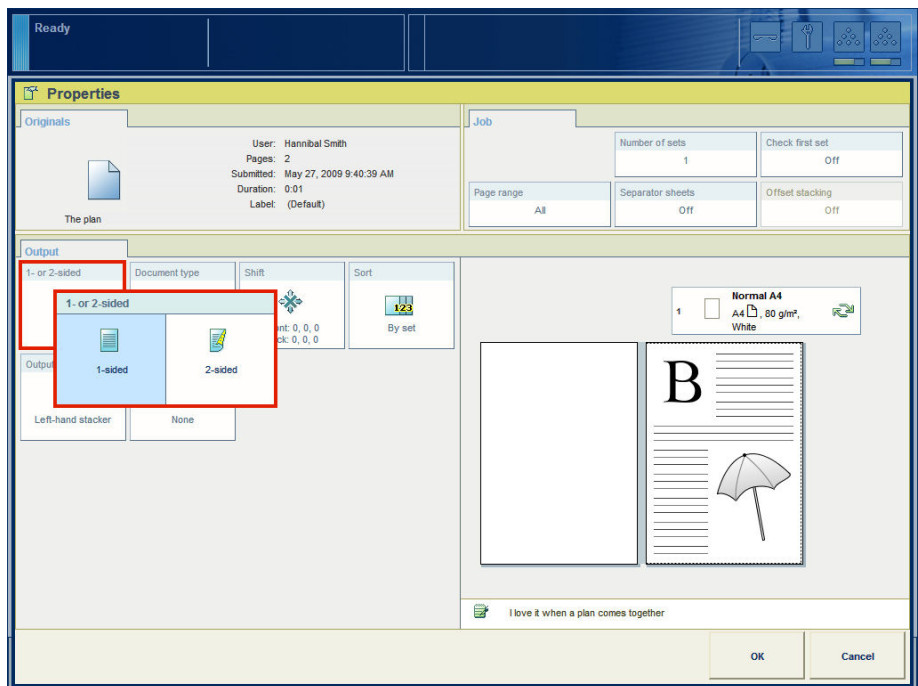 Ready
Properties
Originals
User: Hannibal Smith
Pages: 2
Submitted: May 27, 2009 9:40:39 AM
Duration: 0:01
Label: (Default)
The plan
Job
Number of sets
1
Check first set
Off
Page range
All
Separator sheets
Off
Offset stacking
Off
Output
1- or 2-sided
Document type
Shift
Sort
1- or 2-sided
1-sided
2-sided
nt: 0, 0, 0
ck: 0, 0, 0
123
By set
Output
Left-hand stacker
None
1
Normal A4
A4 , 80 g/m²,
White
B
I love it when a plan comes together
OK
Cancel